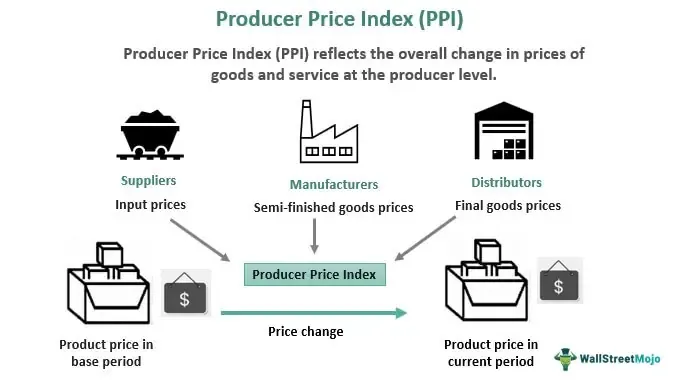 Producer Price Index (PPI)
Producer Price Index (PPI) reflects the overall change in prices of
goods and service at the producer level.
Suppliers
Manufacturers
Distributors
Input prices
Semi-finished goods prices
Final goods prices
Producer Price Index
$
$
Price change
Product price in
base period
Product price in
current period
WallStreetMojo